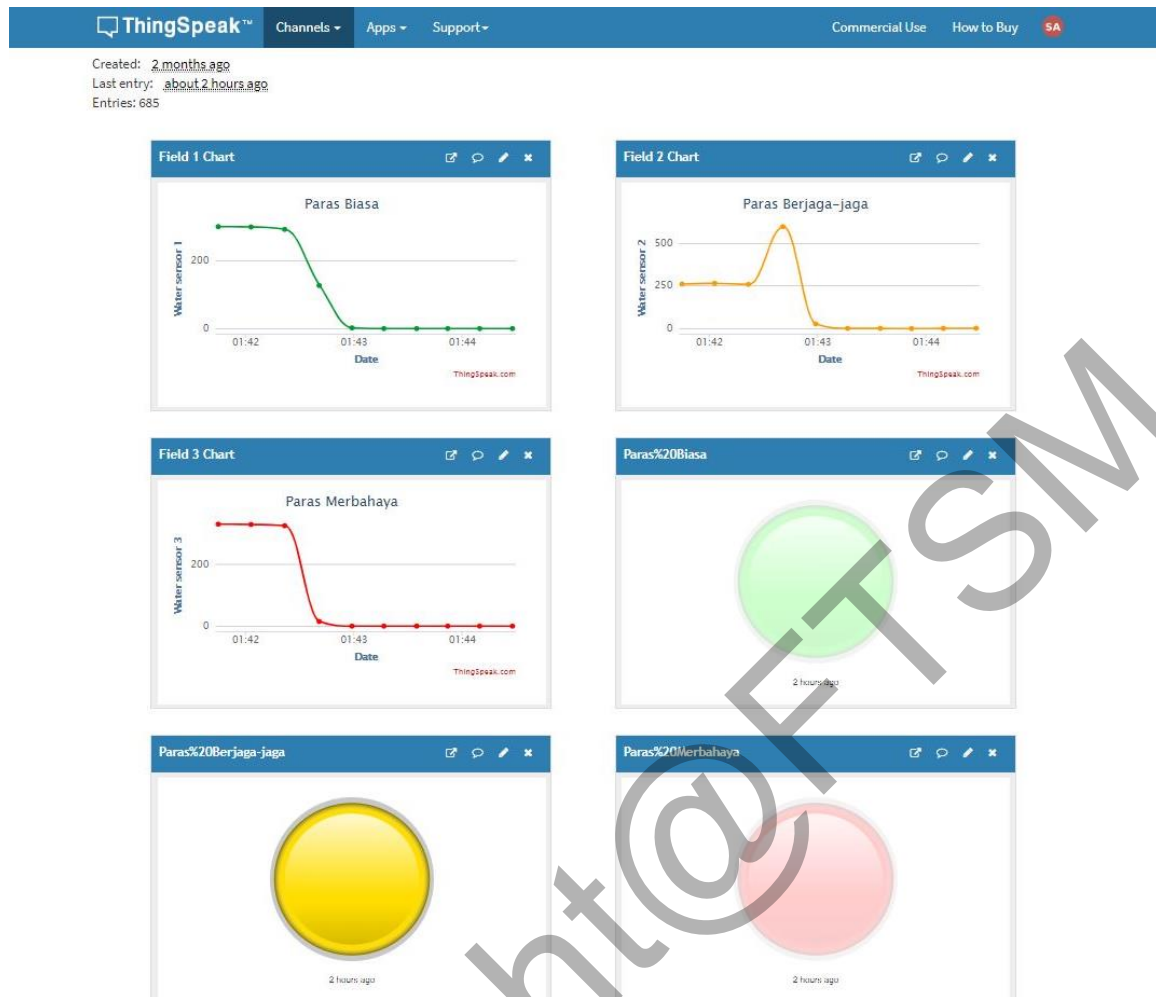 ThingSpeak™ Channels Apps Support Commercial Use How to Buy SA
Created: 2 months ago
Last entry: about 2 hours ago
Entries: 685
Field 1 Chart
Paras Biasa
Water sensor 1
200
0
01:42 01:43 01:44
Date
ThingSpeak.com
Field 2 Chart
Paras Berjaga-jaga
Water sensor 2
500
250
0
01:42 01:43 01:44
Date
ThingSpeak.com
Field 3 Chart
Paras Merbahaya
Water sensor 3
200
0
01:42 01:43 01:44
Date
ThingSpeak.com
Paras%20Biasa
2 hours ago
Paras%20Berjaga-jaga
2 hours ago
Paras%20Merbahaya
2 hours ago
ht@FTSM